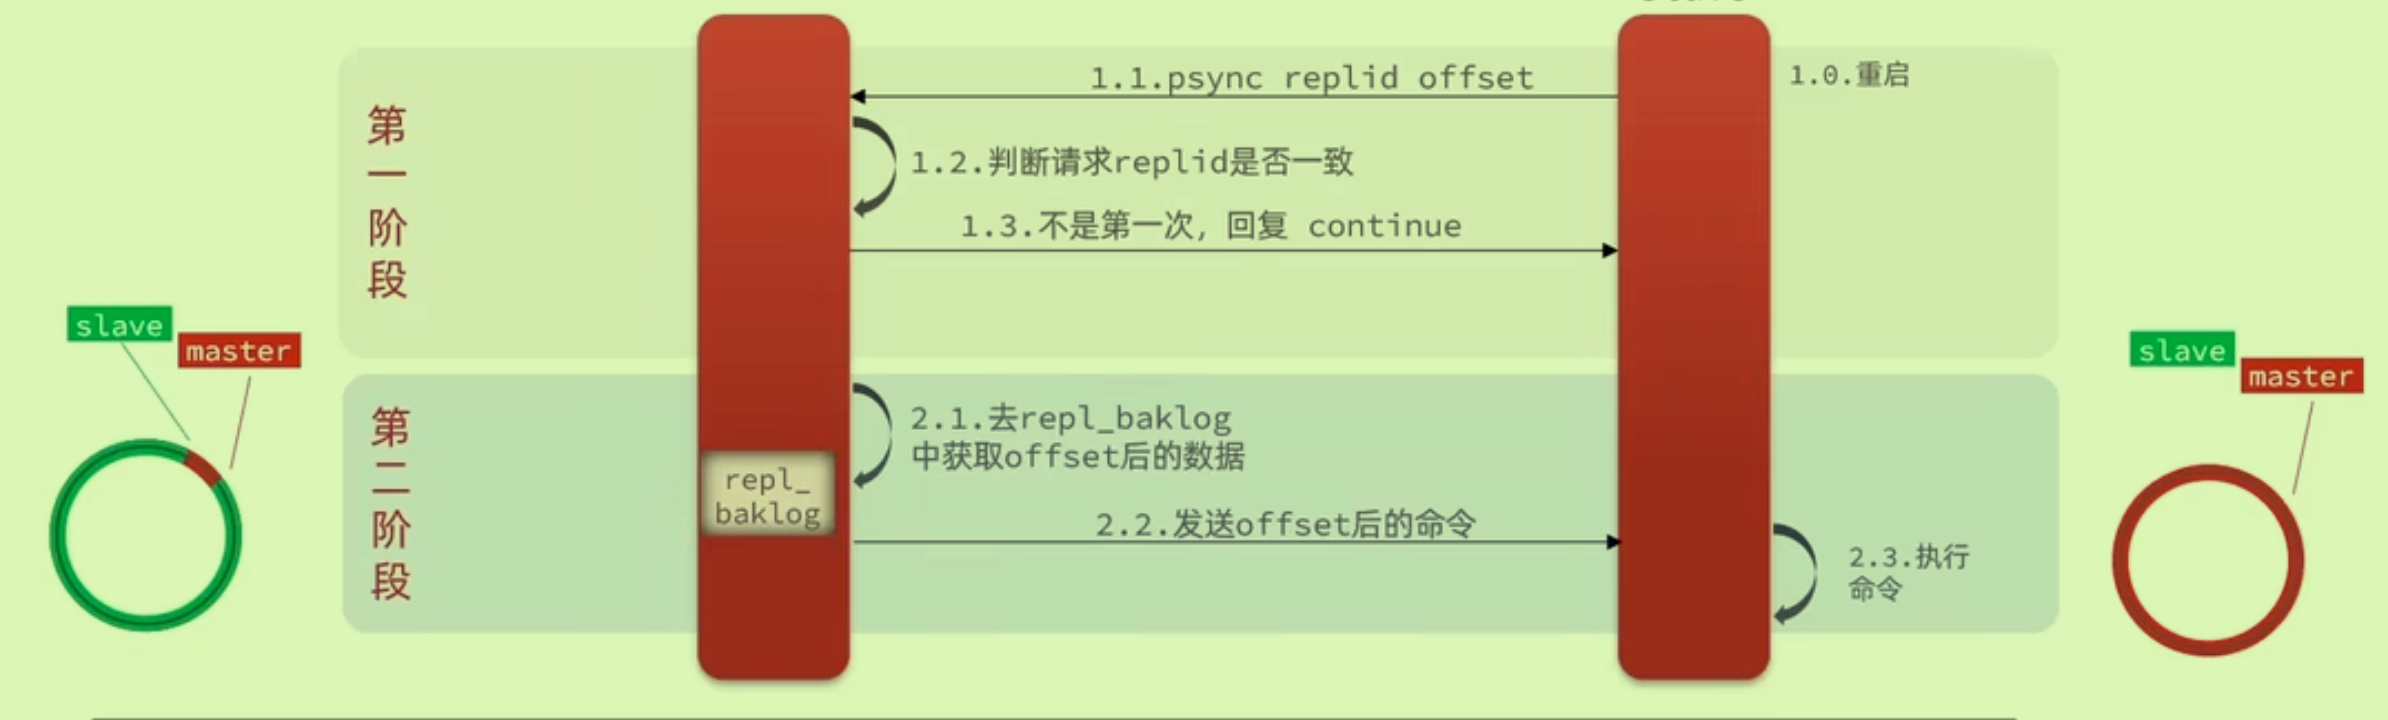 1.1.psync replid offset
1.0.重启
第一阶段
1.2.判断请求replid是否一致
1.3.不是第一次，回复 continue
slave
master
slave
master
第二阶段
2.1.去repl_baklog
中获取offset后的数据
repl_
baklog
2.2.发送offset后的命令
2.3.执行
命令